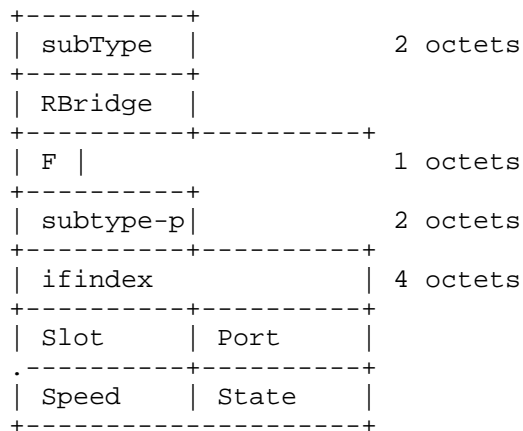 +----------+
| subType  |            2 octets
+----------+
| RBridge  |
+----------+----------+
| F |                   1 octets
+----------+
| subtype-p|            2 octets
+----------+----------+
| ifindex             | 4 octets
+----------+----------+
| Slot     | Port     |
.----------+----------+
| Speed    | State    |
+---------------------+